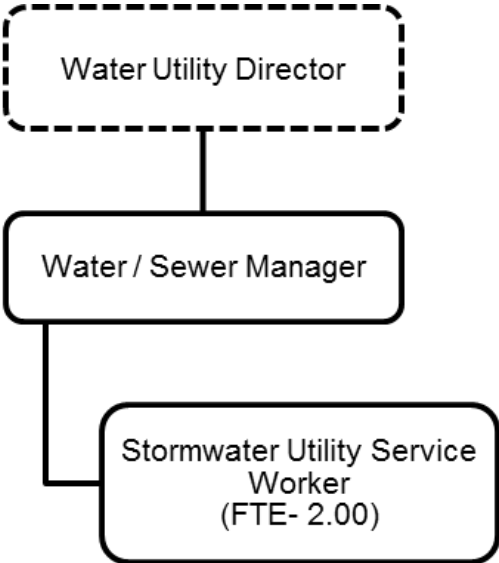 Water Utility Director
Water / Sewer Manager
Stormwater Utility Service
Worker
(FTE- 2.00)